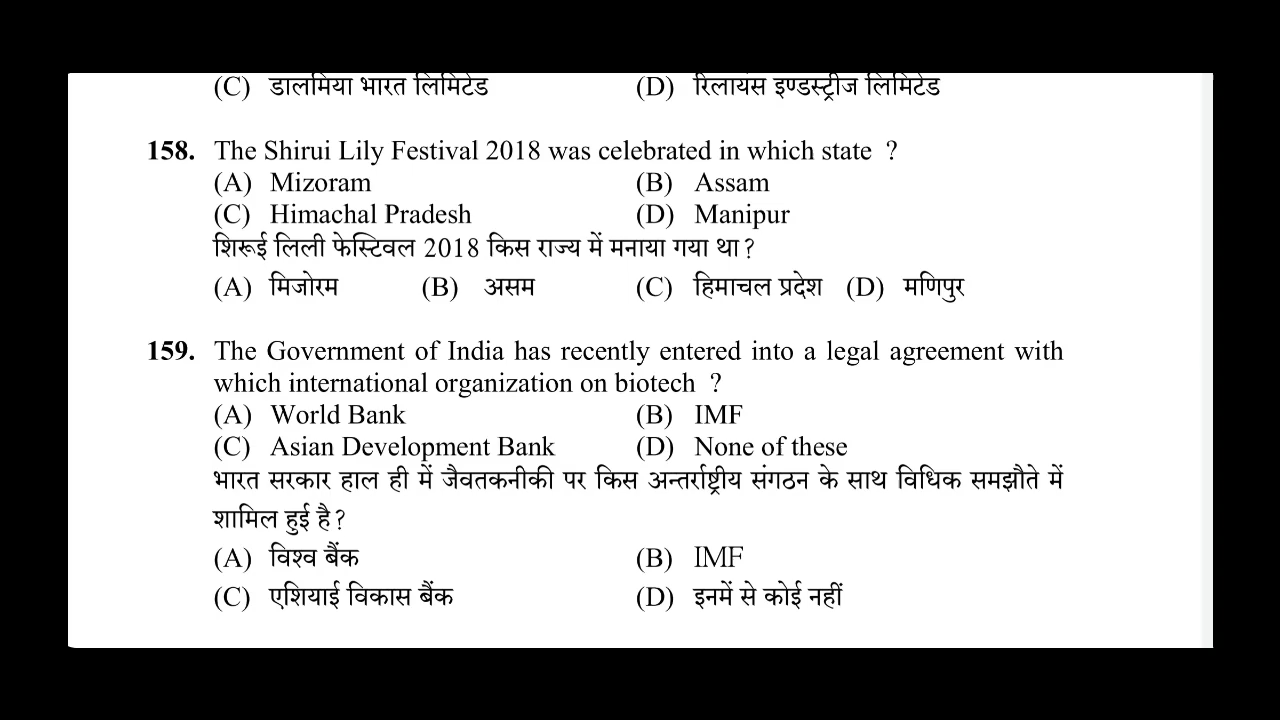 (C) डालमिया भारत लिमिटेड (D) रिलायंस इण्डस्ट्रीज लिमिटेड
158. The Shirui Lily Festival 2018 was celebrated in which state ?
(A) Mizoram (B) Assam
(C) Himachal Pradesh (D) Manipur
शिरूई लिली फेस्टिवल 2018 किस राज्य में मनाया गया था?
(A) मिजोरम (B) असम (C) हिमाचल प्रदेश (D) मणिपुर
159. The Government of India has recently entered into a legal agreement with
which international organization on biotech ?
(A) World Bank (B) IMF
(C) Asian Development Bank (D) None of these
भारत सरकार हाल ही में जैवतकनीकी पर किस अन्तर्राष्ट्रीय संगठन के साथ विधिक समझौते में
शामिल हुई है?
(A) विश्व बैंक (B) IMF
(C) एशियाई विकास बैंक (D) इनमें से कोई नहीं